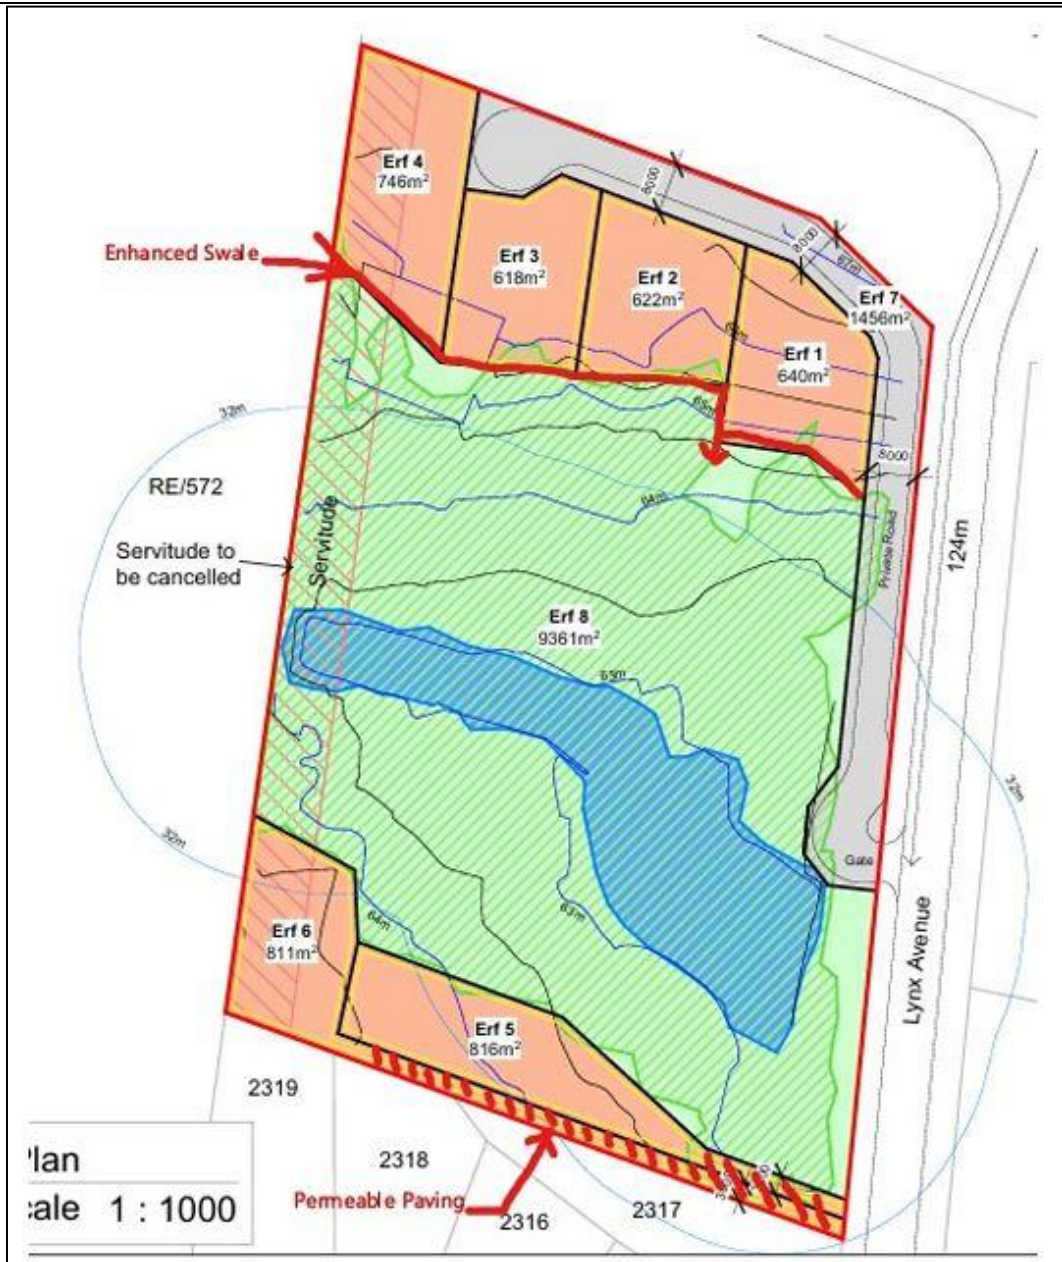 Erf 4
746m²
8000
Enhanced Swale
Erf 3
618m²
Erf 2
622m²
8000
67m
Erf 7
1456m²
Erf 1
640m²
65m
8000
32m
RE/572
64m
Servitude
Servitude to
be cancelled
Private Road
124m
Erf 8
9361m²
63m
32m
32m
Gate
Erf 6
811m²
64m
63m
Lynx Avenue
Erf 5
816m²
2319
2318
2316
2317
Permeable Paving
Plan
cale 1 : 1000